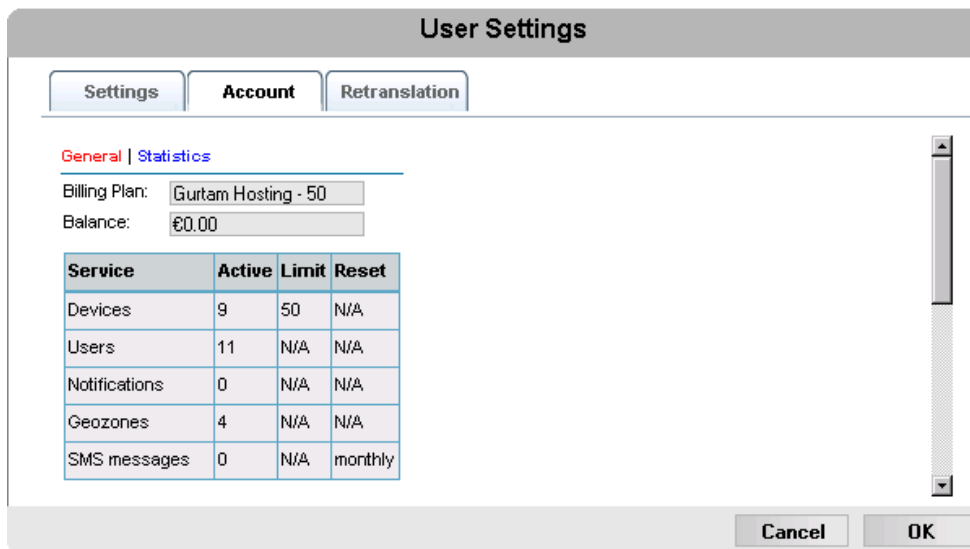 User Settings
Settings Account Retranslation
General | Statistics
Billing Plan: Gurtam Hosting - 50
Balance: €0.00
Service Active Limit Reset
Devices 9 50 N/A
Users 11 N/A N/A
Notifications 0 N/A N/A
Geozones 4 N/A N/A
SMS messages 0 N/A monthly
Cancel OK